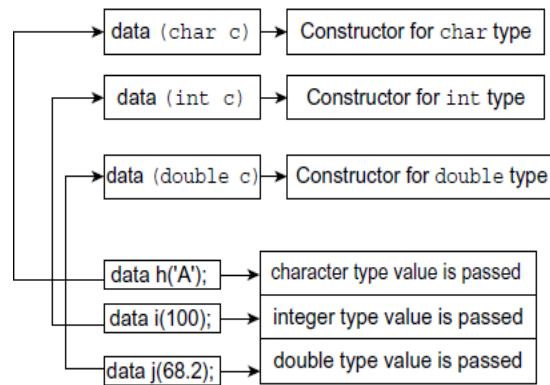 data (char c) Constructor for char type
data (int c) Constructor for int type
data (double c) Constructor for double type
data h('A'); character type value is passed
data i(100); integer type value is passed
data j(68.2); double type value is passed